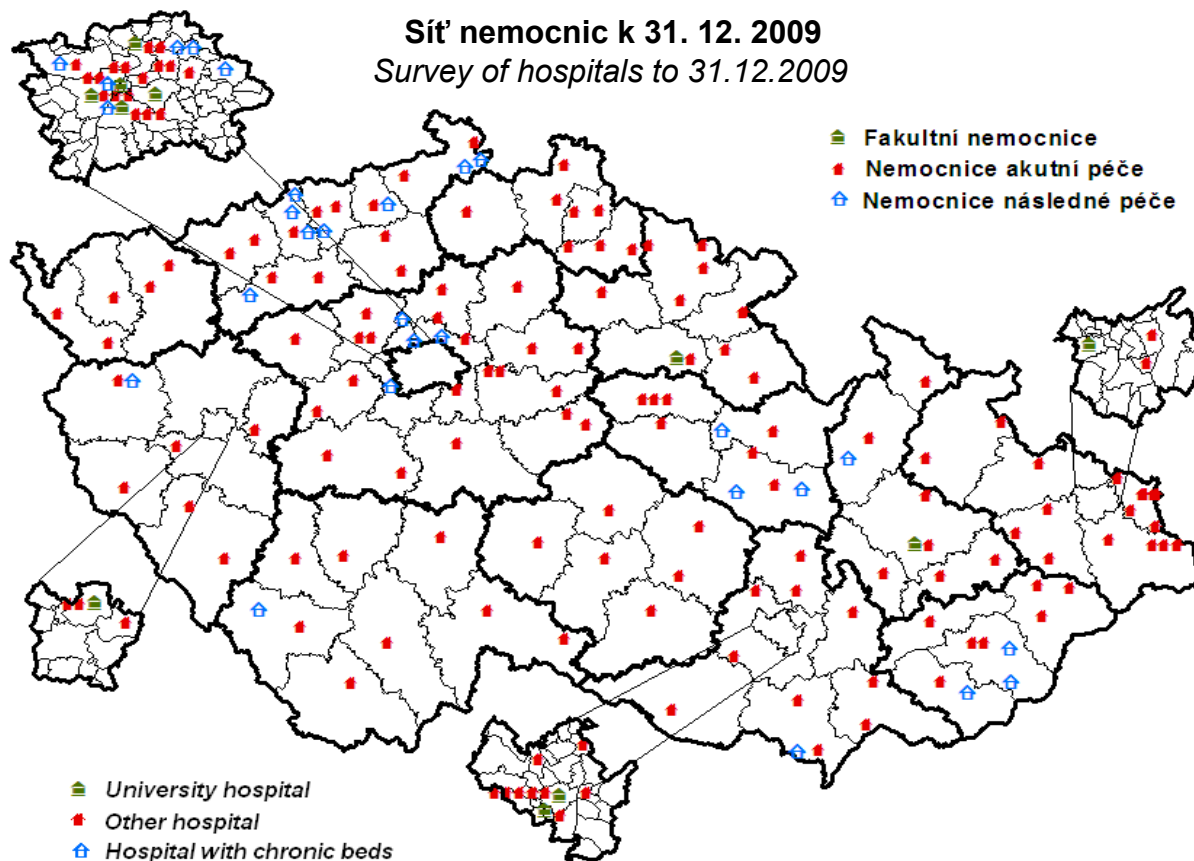 Síť nemocnic k 31. 12. 2009
Survey of hospitals to 31.12.2009
Fakultní nemocnice
Nemocnice akutní péče
Nemocnice následné péče
University hospital
Other hospital
Hospital with chronic beds